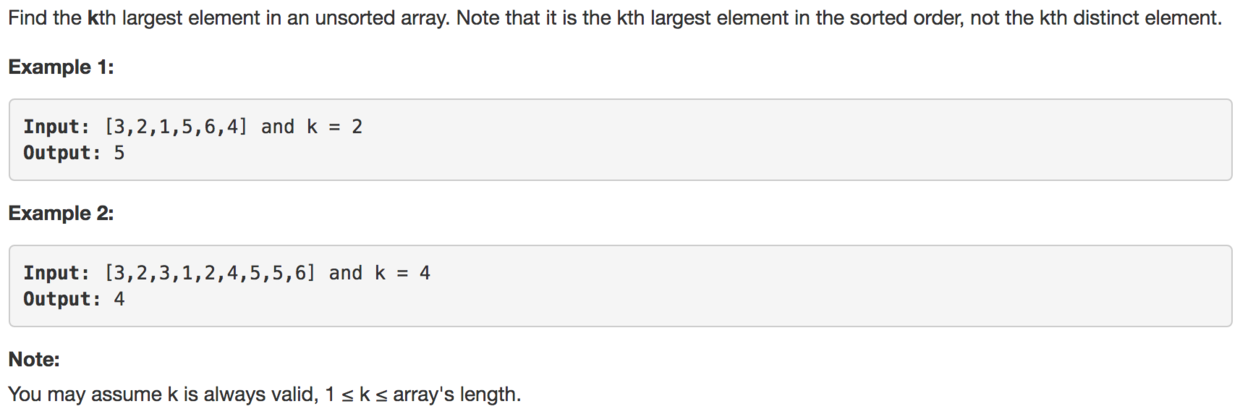 Find the kth largest element in an unsorted array. Note that it is the kth largest element in the sorted order, not the kth distinct element.
Example 1:
Input: [3,2,1,5,6,4] and k = 2
Output: 5
Example 2:
Input: [3,2,3,1,2,4,5,5,6] and k = 4
Output: 4
Note:
You may assume k is always valid, 1 ≤ k ≤ array's length.